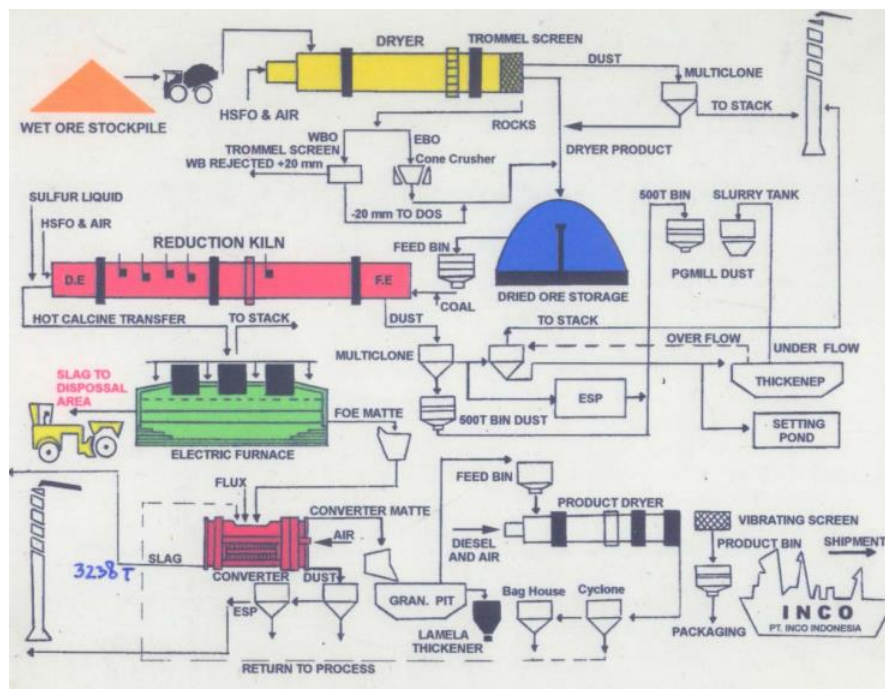 DRYER
TROMMEL SCREEN
DUST
MULTICLONE
TO STACK
WET ORE STOCKPILE
HSFO & AIR
ROCKS
WBO
EBO
TROMMEL SCREEN
WB REJECTED +20 mm
Cone Crusher
DRYER PRODUCT
-20 mm TO DOS
500T BIN
SLURRY TANK
SULFUR LIQUID
HSFO & AIR
REDUCTION KILN
FEED BIN
PGMILL DUST
D.E
F.E
COAL
DRIED ORE STORAGE
HOT CALCINE TRANSFER
TO STACK
DUST
TO STACK
OVER FLOW
UNDER FLOW
MULTICLONE
THICKENEP
SLAG TO
DISPOSSAL
AREA
FOE MATTE
ESP
500T BIN DUST
SETTING
POND
ELECTRIC FURNACE
FEED BIN
FLUX
CONVERTER MATTE
PRODUCT DRYER
VIBRATING SCREEN
AIR
DIESEL
AND AIR
PRODUCT BIN
SHIPMENT
SLAG
3238 T
CONVERTER
DUST
ESP
GRAN. PIT
Bag House
Cyclone
LAMELA
THICKENER
PACKAGING
INCO
PT. INCO INDONESIA
RETURN TO PROCESS